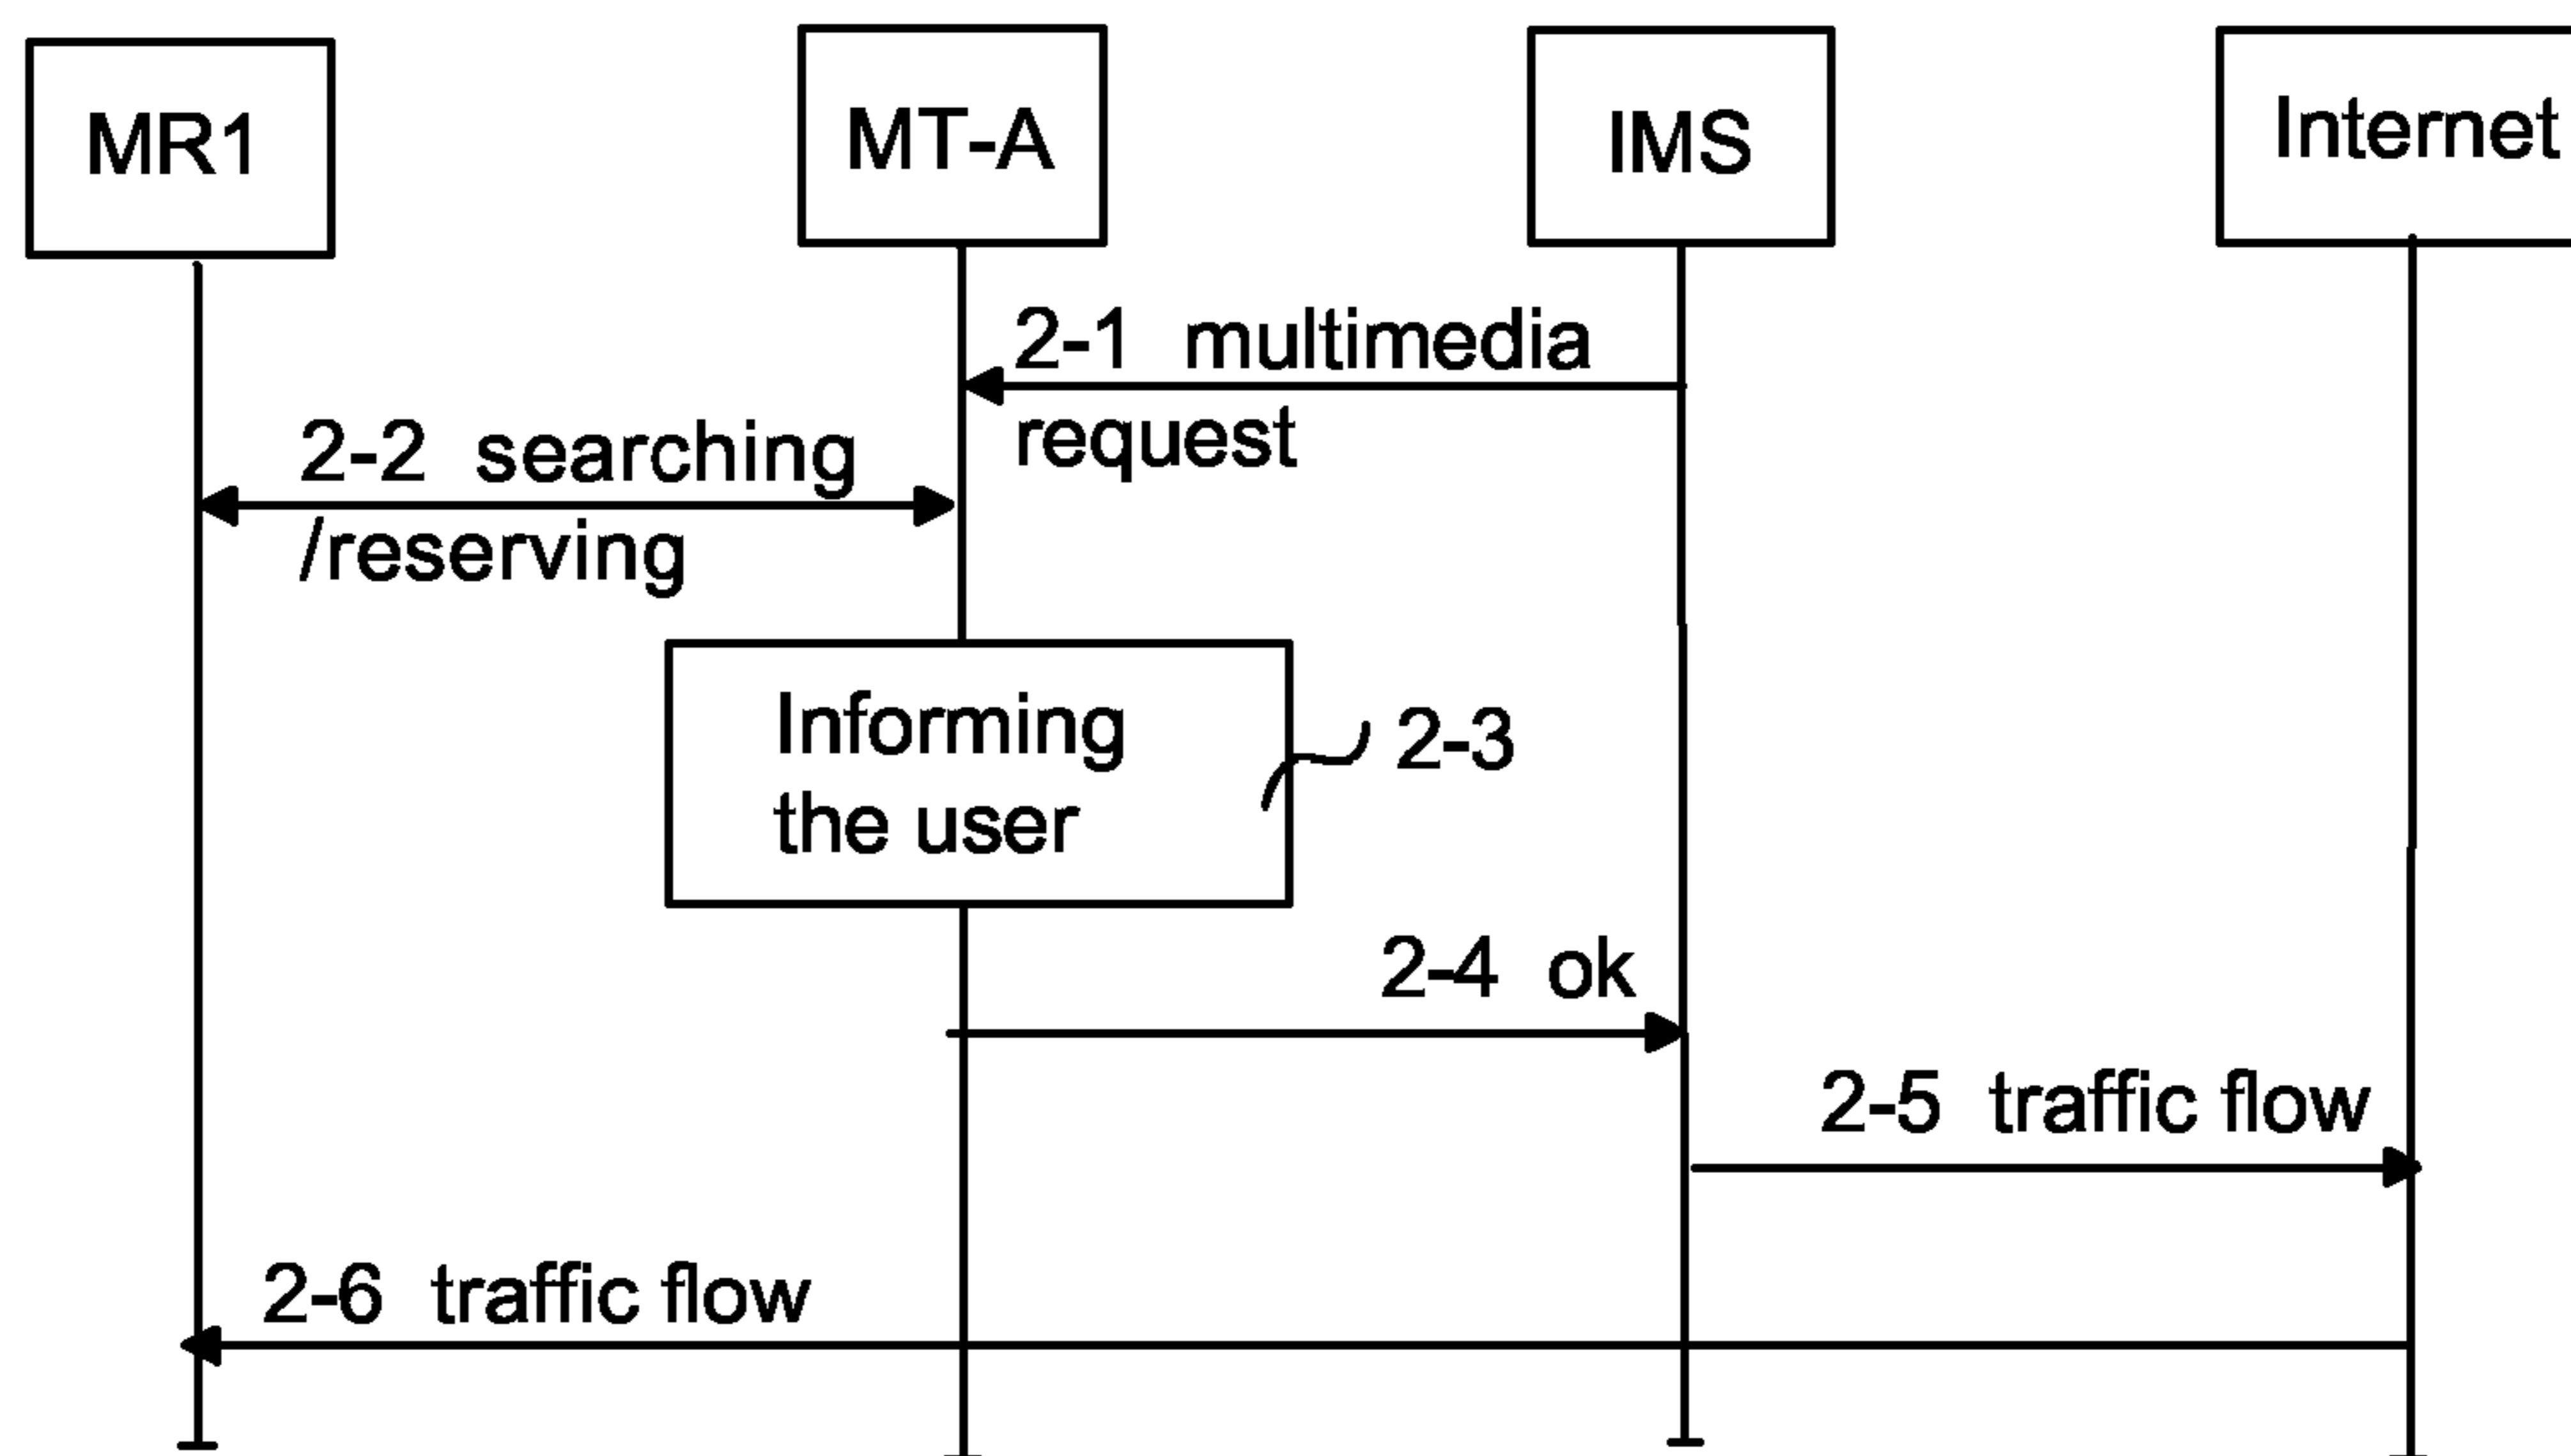 MR1
MT-A
IMS
Internet
2-1 multimedia
request
2-2 searching
/reserving
Informing
the user
2-3
2-4 ok
2-5 traffic flow
2-6 traffic flow